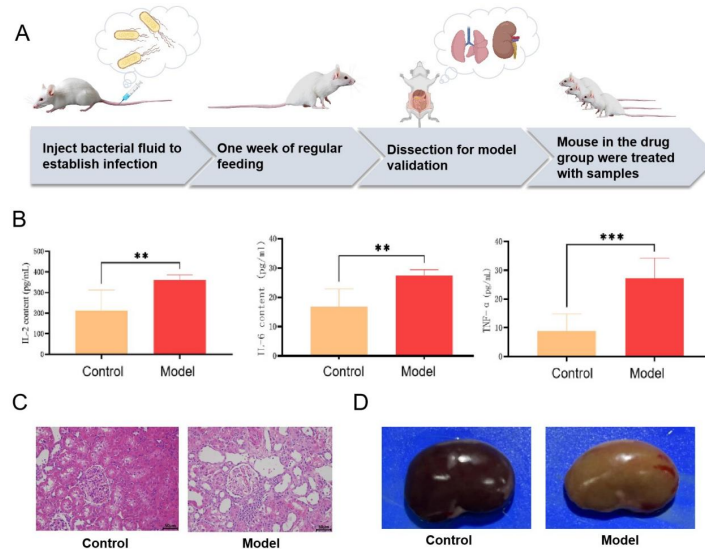 A
Inject bacterial fluid to
establish infection
One week of regular
feeding
Dissection for model
validation
Mouse in the drug
group were treated
with samples
B
IL-2 content (pg/mL)
500
400
300
200
100
0
**
Control
Model
IL-6 content (pg/ml)
40
30
20
10
0
**
Control
Model
TNF-α (pg/mL)
40
30
20
10
0
***
Control
Model
C
Control
Model
D
Control
Model